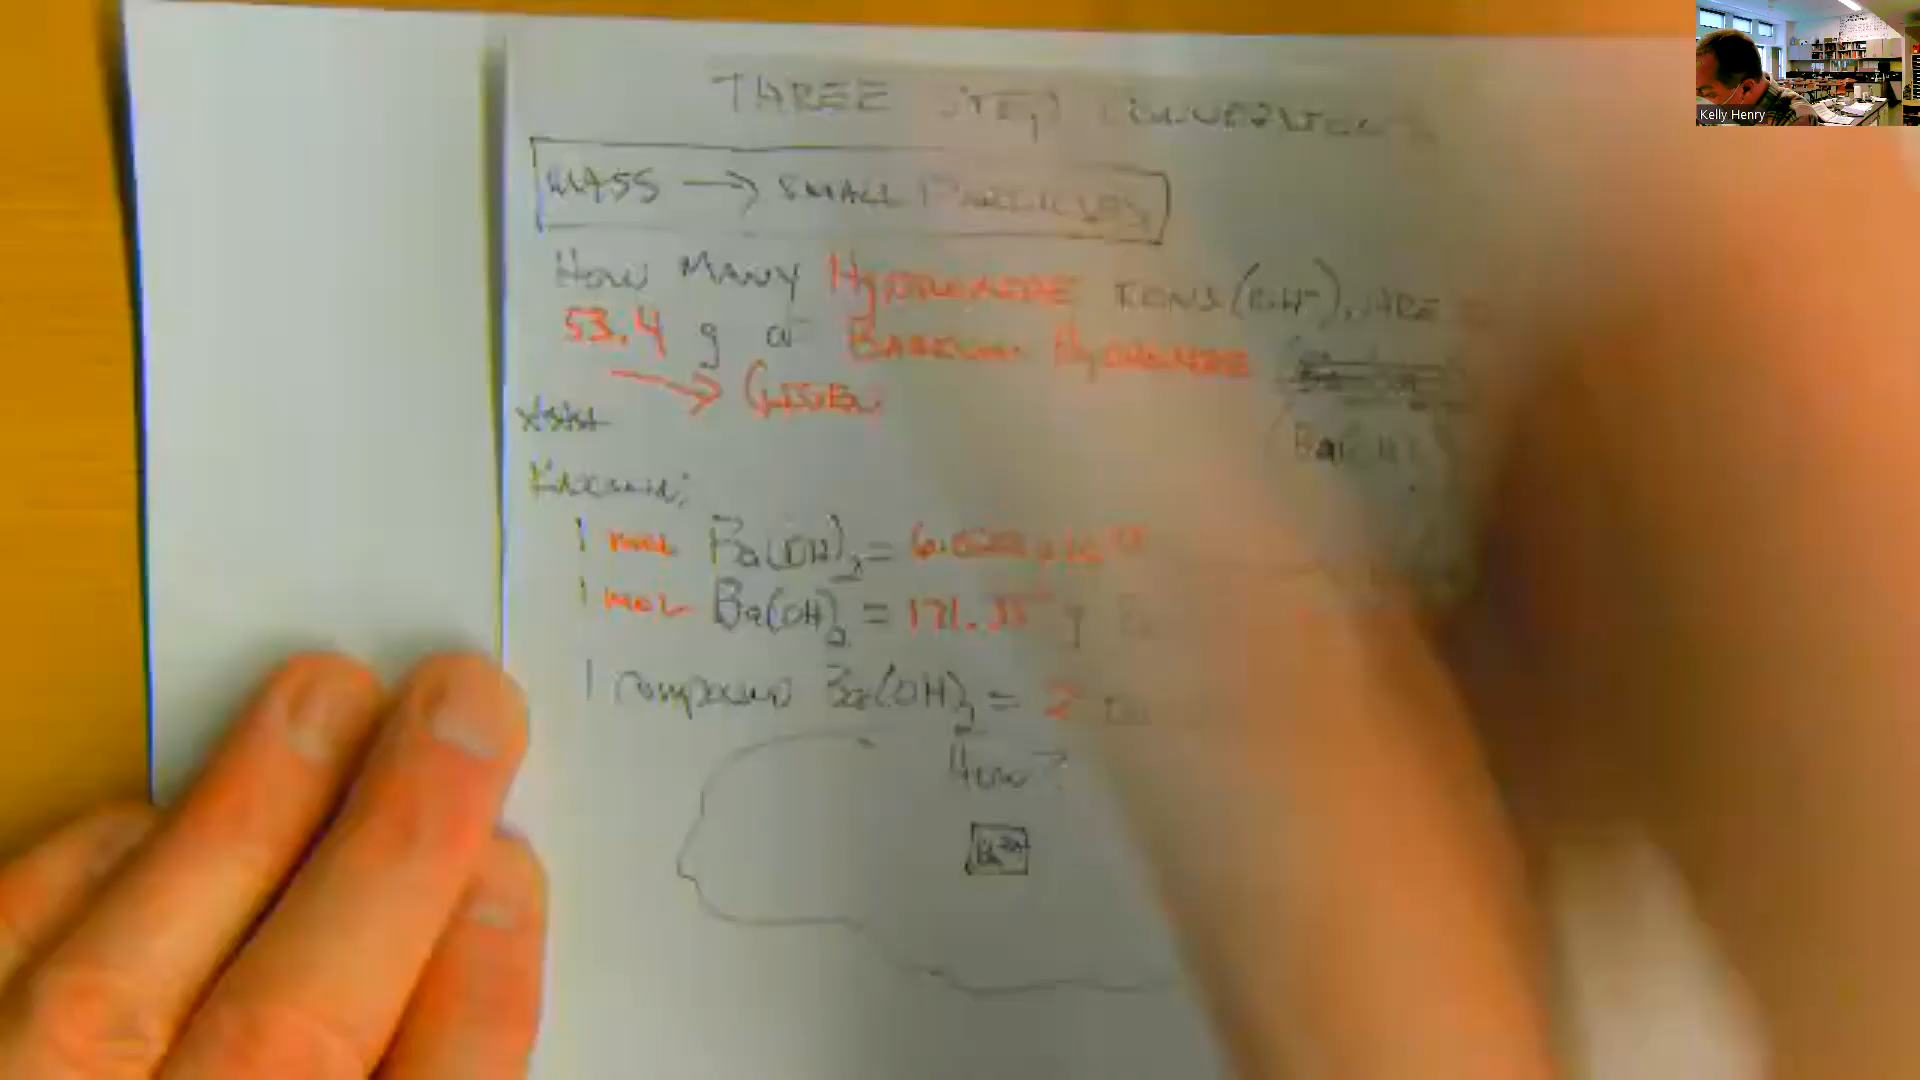 THREE STEP CONVERSIONS
Kelly Henry
MASS → SMALL PARTICLES
HOW MANY HYDROXIDE IONS (OH⁻), ARE
53.4 g OF BARIUM HYDROXIDE
→ GIVEN
Ba(OH)
KNOWN:
1 mol Ba(OH)₂ = 6.022 x 10²³
1 mol Ba(OH)₂ = 171.35 g
1 compound Ba(OH)₂ = 2
How?
Ba²⁺